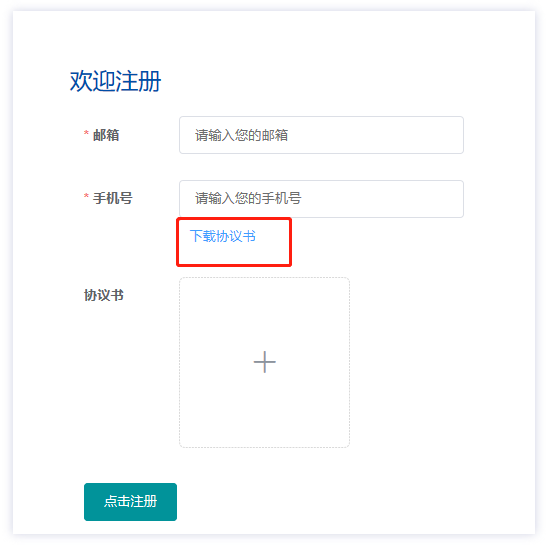 欢迎注册
* 邮箱 请输入您的邮箱
* 手机号 请输入您的手机号
下载协议书
协议书
点击注册